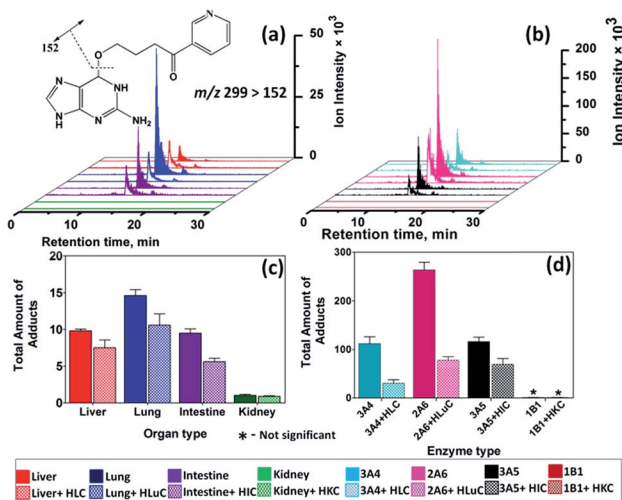 (a)
152
O
N
O
N
N
NH
N
H
N
NH₂
m/z 299 > 152
Ion Intensity × 10³
50
25
0
0
10
20
30
Retention time, min
(b)
Ion Intensity × 10³
200
150
100
50
0
0
10
20
30
Retention time, min
(c)
Total Amount of
Adducts
20
15
10
5
0
Liver
Lung
Intestine
Kidney
Organ type
* - Not significant
(d)
Total Amount of
Adducts
300
200
100
0
*
*
3A4
3A4+HLC
2A6
2A6+HLuC
3A5
3A5+HIC
1B1
1B1+HKC
Enzyme type
Liver
Lung
Intestine
Kidney
3A4
2A6
3A5
1B1
Liver+ HLC
Lung+ HLuC
Intestine+ HIC
Kidney+ HKC
3A4+ HLC
2A6+ HLuC
3A5+ HIC
1B1+ HKC